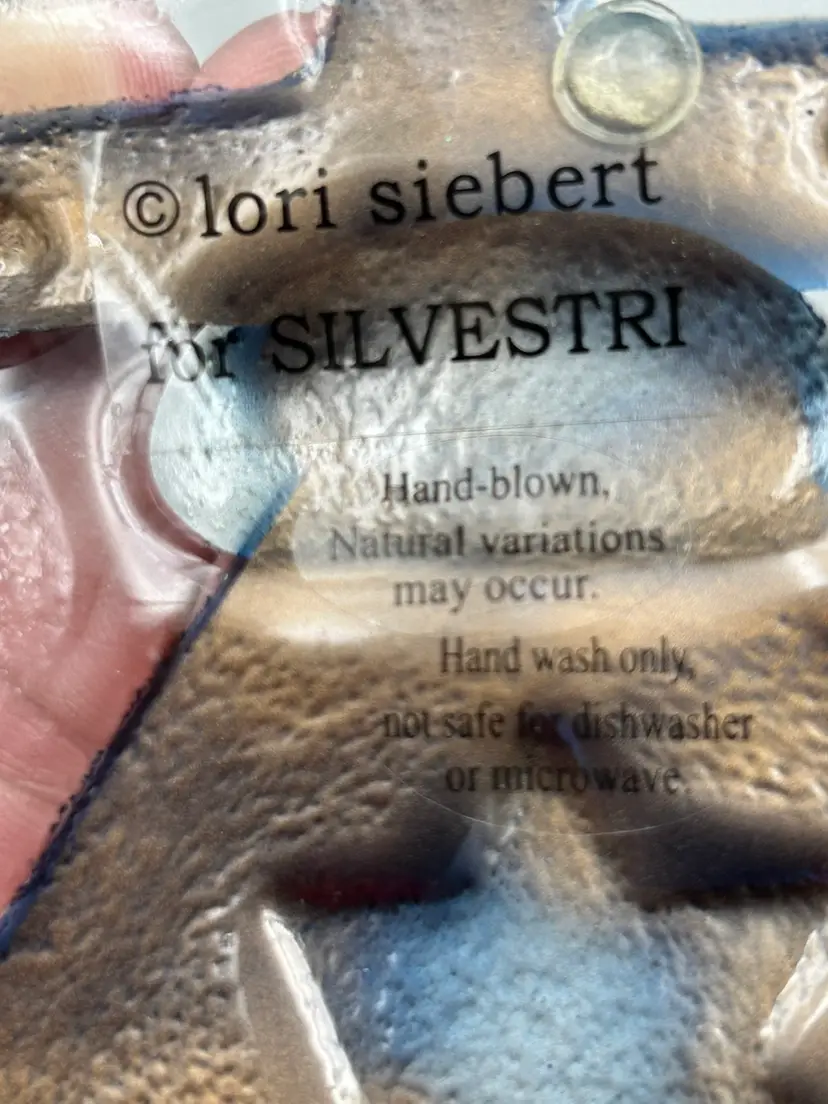 © lori siebert
for SILVESTRI
Hand-blown,
Natural variations
may occur.
Hand wash only,
not safe for dishwasher
or microwave.